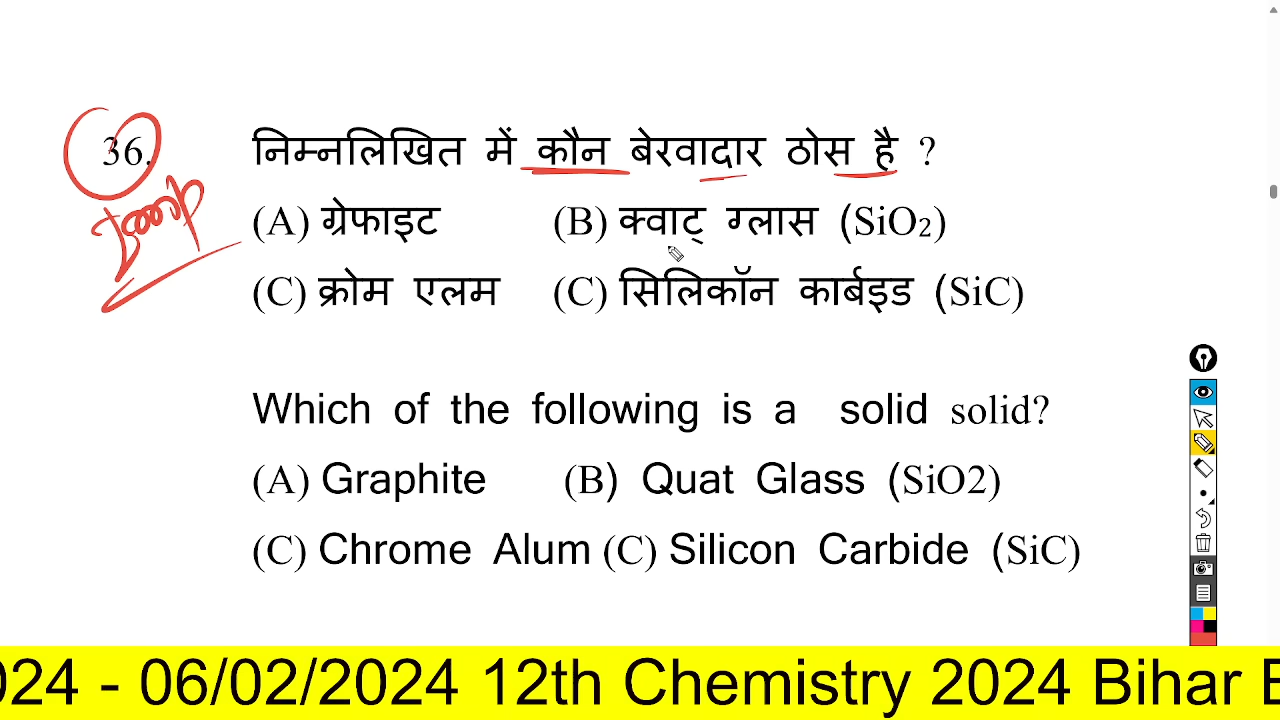 36. निम्नलिखित में कौन बेरवादार ठोस है ?
(A) ग्रेफाइट (B) क्वाट् ग्लास (SiO₂)
(C) क्रोम एलम (C) सिलिकॉन कार्बइड (SiC)
Which of the following is a solid solid?
(A) Graphite (B) Quat Glass (SiO2)
(C) Chrome Alum (C) Silicon Carbide (SiC)
024 - 06/02/2024 12th Chemistry 2024 Bihar